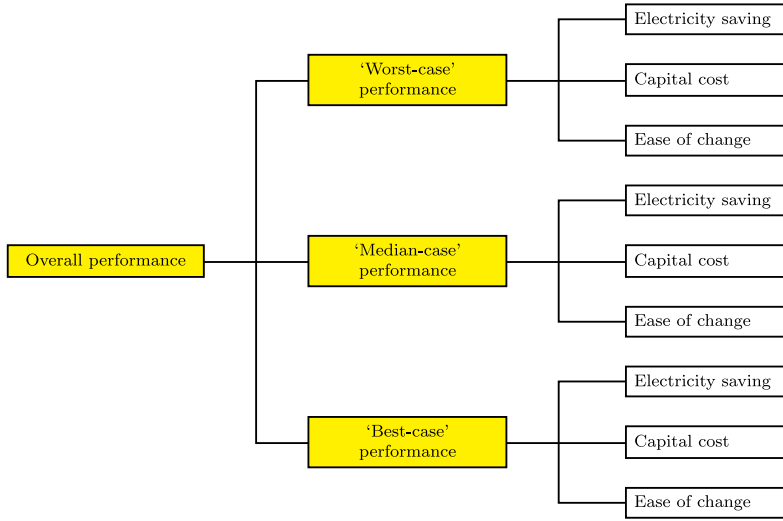 Electricity saving
‘Worst-case’
performance
Capital cost
Ease of change
Electricity saving
Overall performance
‘Median-case’
performance
Capital cost
Ease of change
Electricity saving
‘Best-case’
performance
Capital cost
Ease of change